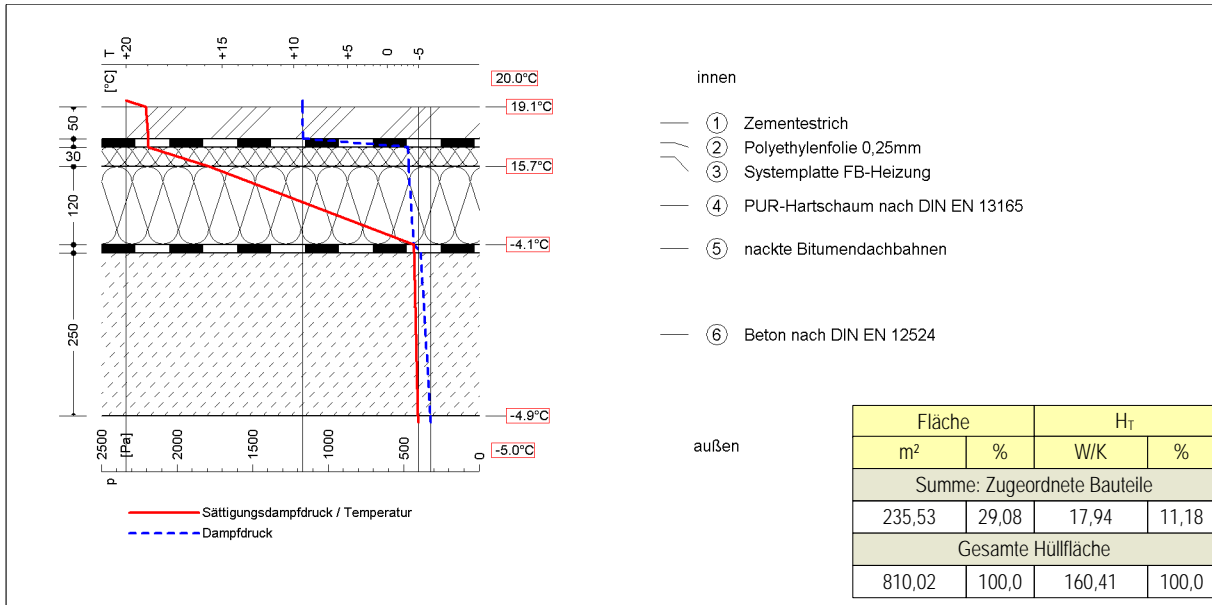 T +20 +15 +10 +5 0 -5
[°C]
20.0°C
19.1°C
15.7°C
-4.1°C
-4.9°C
-5.0°C
50
30
120
250
2500 2000 1500 1000 500 0
[Pa]
p
Sättigungsdampfdruck / Temperatur
Dampfdruck
innen
1 Zementestrich
2 Polyethylenfolie 0,25mm
3 Systemplatte FB-Heizung
4 PUR-Hartschaum nach DIN EN 13165
5 nackte Bitumendachbahnen
6 Beton nach DIN EN 12524
außen
Fläche HT
m² % W/K %
Summe: Zugeordnete Bauteile
235,53 29,08 17,94 11,18
Gesamte Hüllfläche
810,02 100,0 160,41 100,0